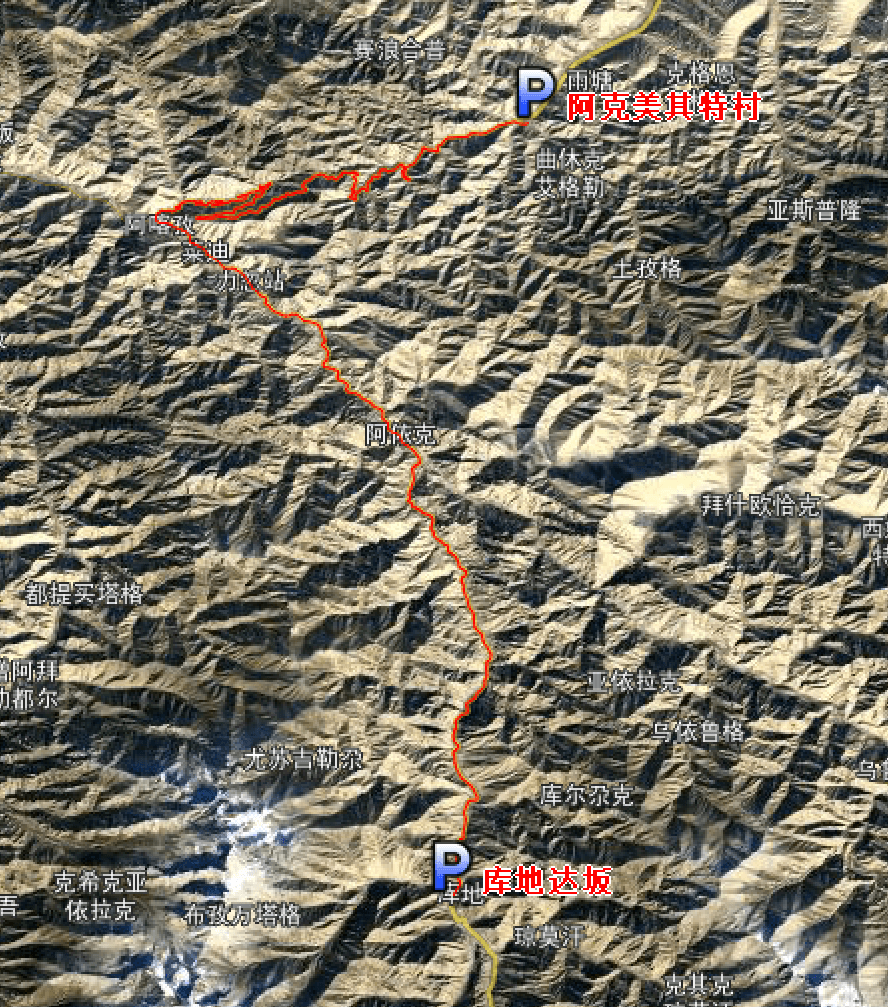 赛浪合普
克格恩
雨塘
阿克美其特村
曲休克
艾格勒
亚斯普隆
土孜格
阿依克
拜什欧恰克
都提买塔格
亚依拉克
乌依鲁格
尤苏吉勒尕
库尔尕克
库地达坂
库地
克希克亚
依拉克
布孜万塔格
琼莫汗
克其克